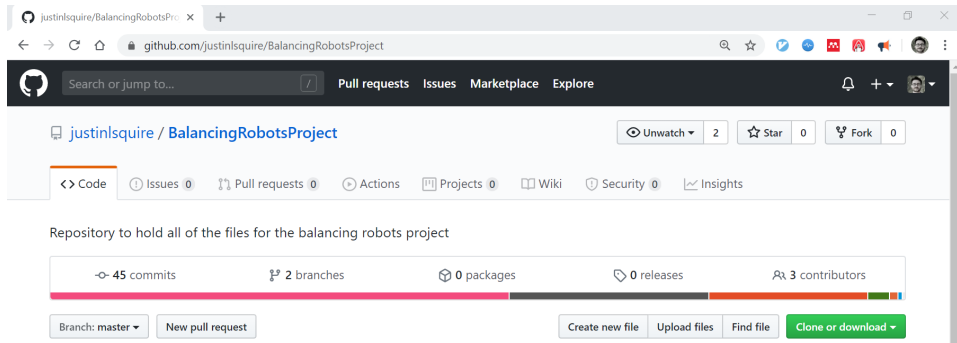 justinlsquire/BalancingRobotsPro
github.com/justinlsquire/BalancingRobotsProject
Search or jump to... /
Pull requests Issues Marketplace Explore
justinlsquire / BalancingRobotsProject
Unwatch 2 Star 0 Fork 0
Code Issues 0 Pull requests 0 Actions Projects 0 Wiki Security 0 Insights
Repository to hold all of the files for the balancing robots project
45 commits 2 branches 0 packages 0 releases 3 contributors
Branch: master New pull request Create new file Upload files Find file Clone or download